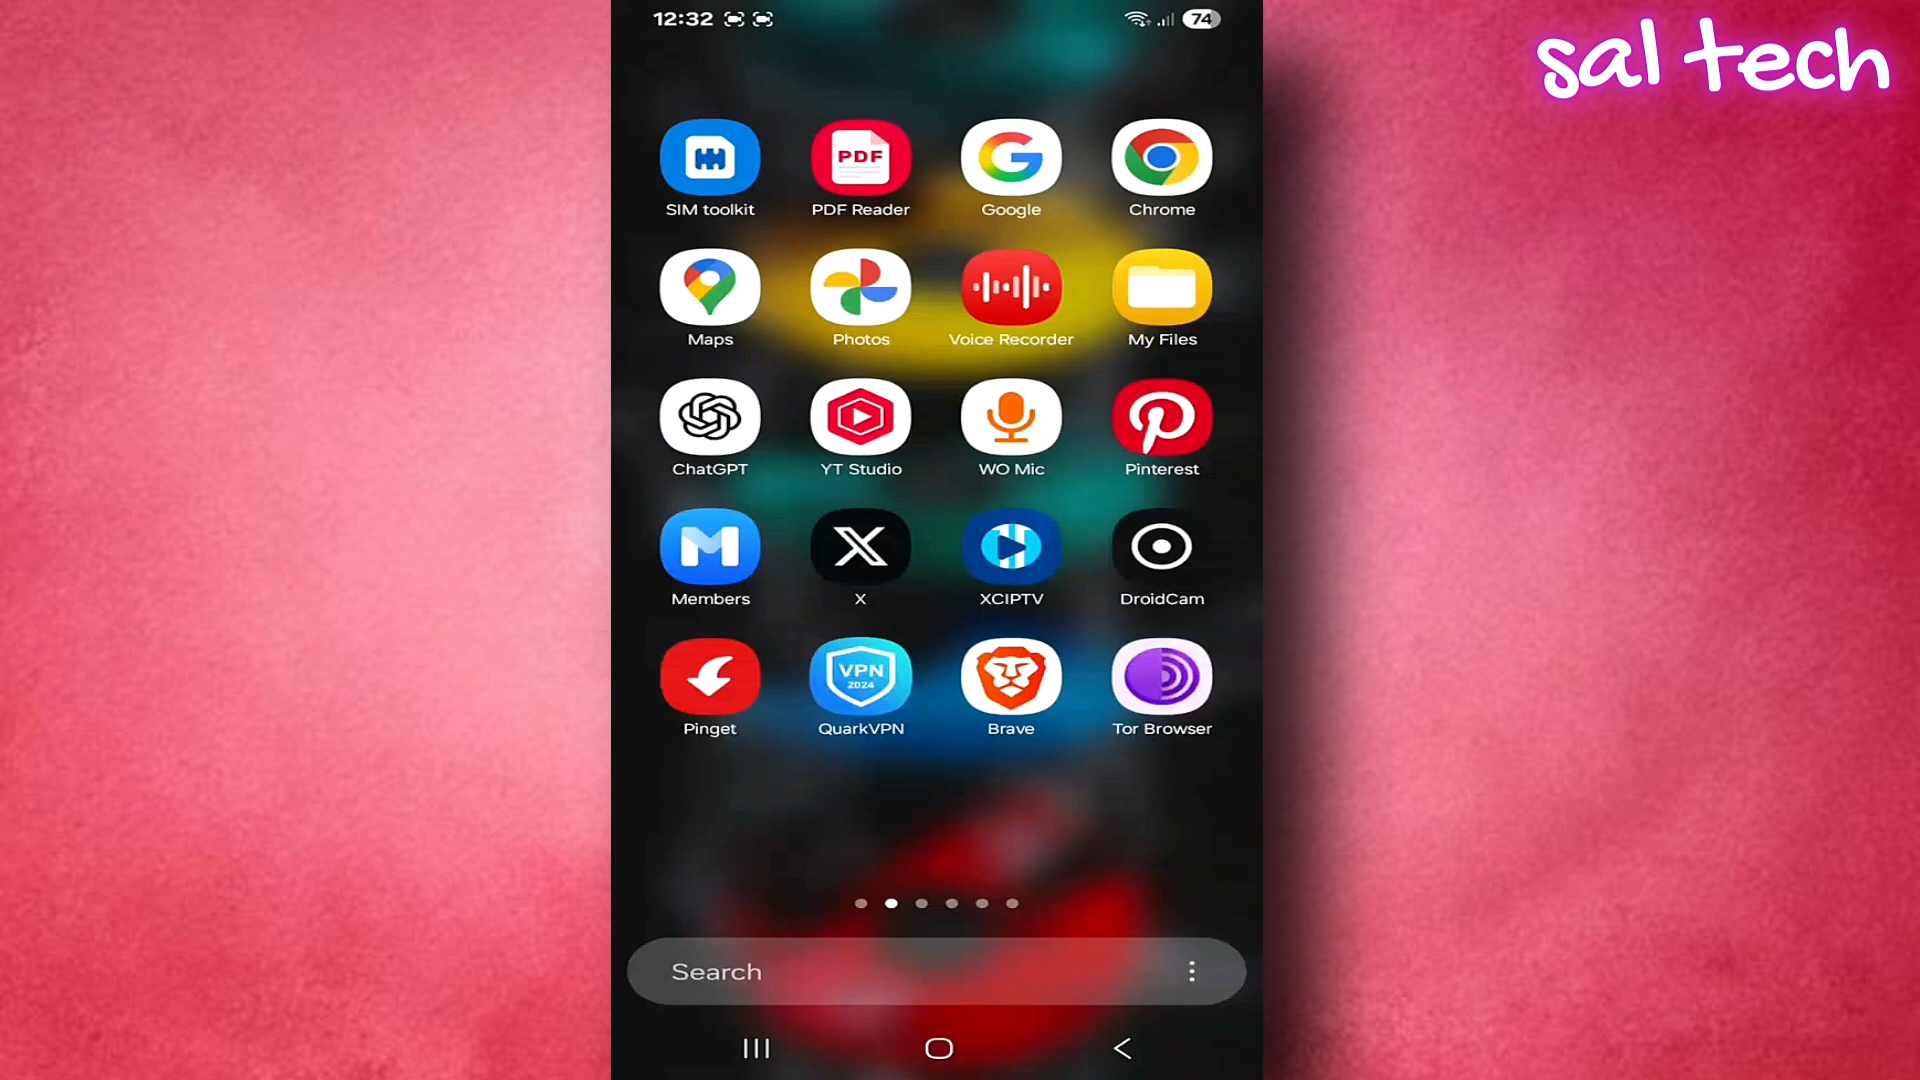 12:32 74
sal tech
PDF
SIM toolkit PDF Reader Google Chrome
Maps Photos Voice Recorder My Files
ChatGPT YT Studio WO Mic Pinterest
Members X XCIPTV DroidCam
VPN
2024
Pinget QuarkVPN Brave Tor Browser
Search